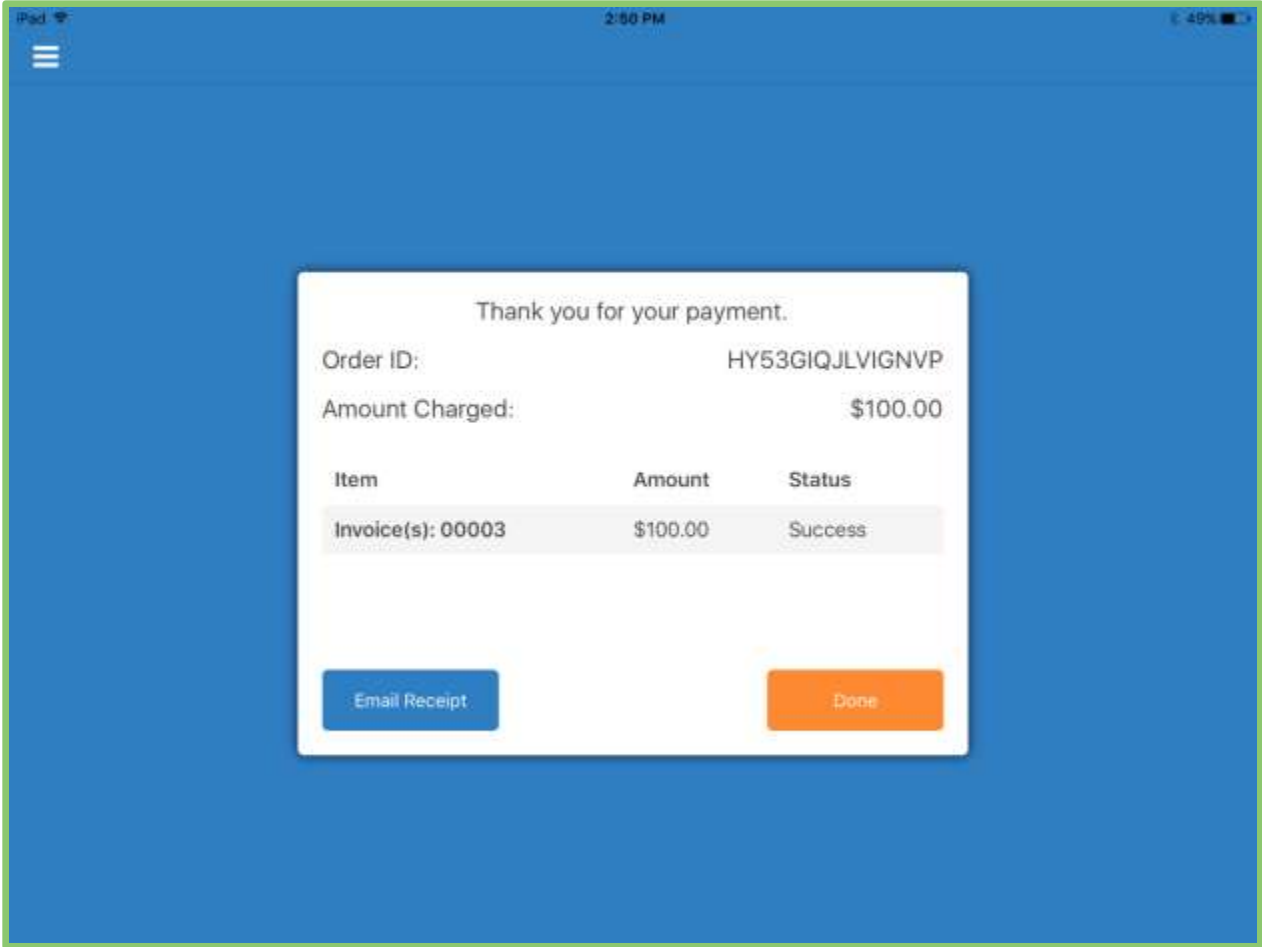 iPad 2:50 PM 49%
Thank you for your payment.
Order ID: HY53GIQJLVIGNVP
Amount Charged: $100.00
Item Amount Status
Invoice(s): 00003 $100.00 Success
Email Receipt Done